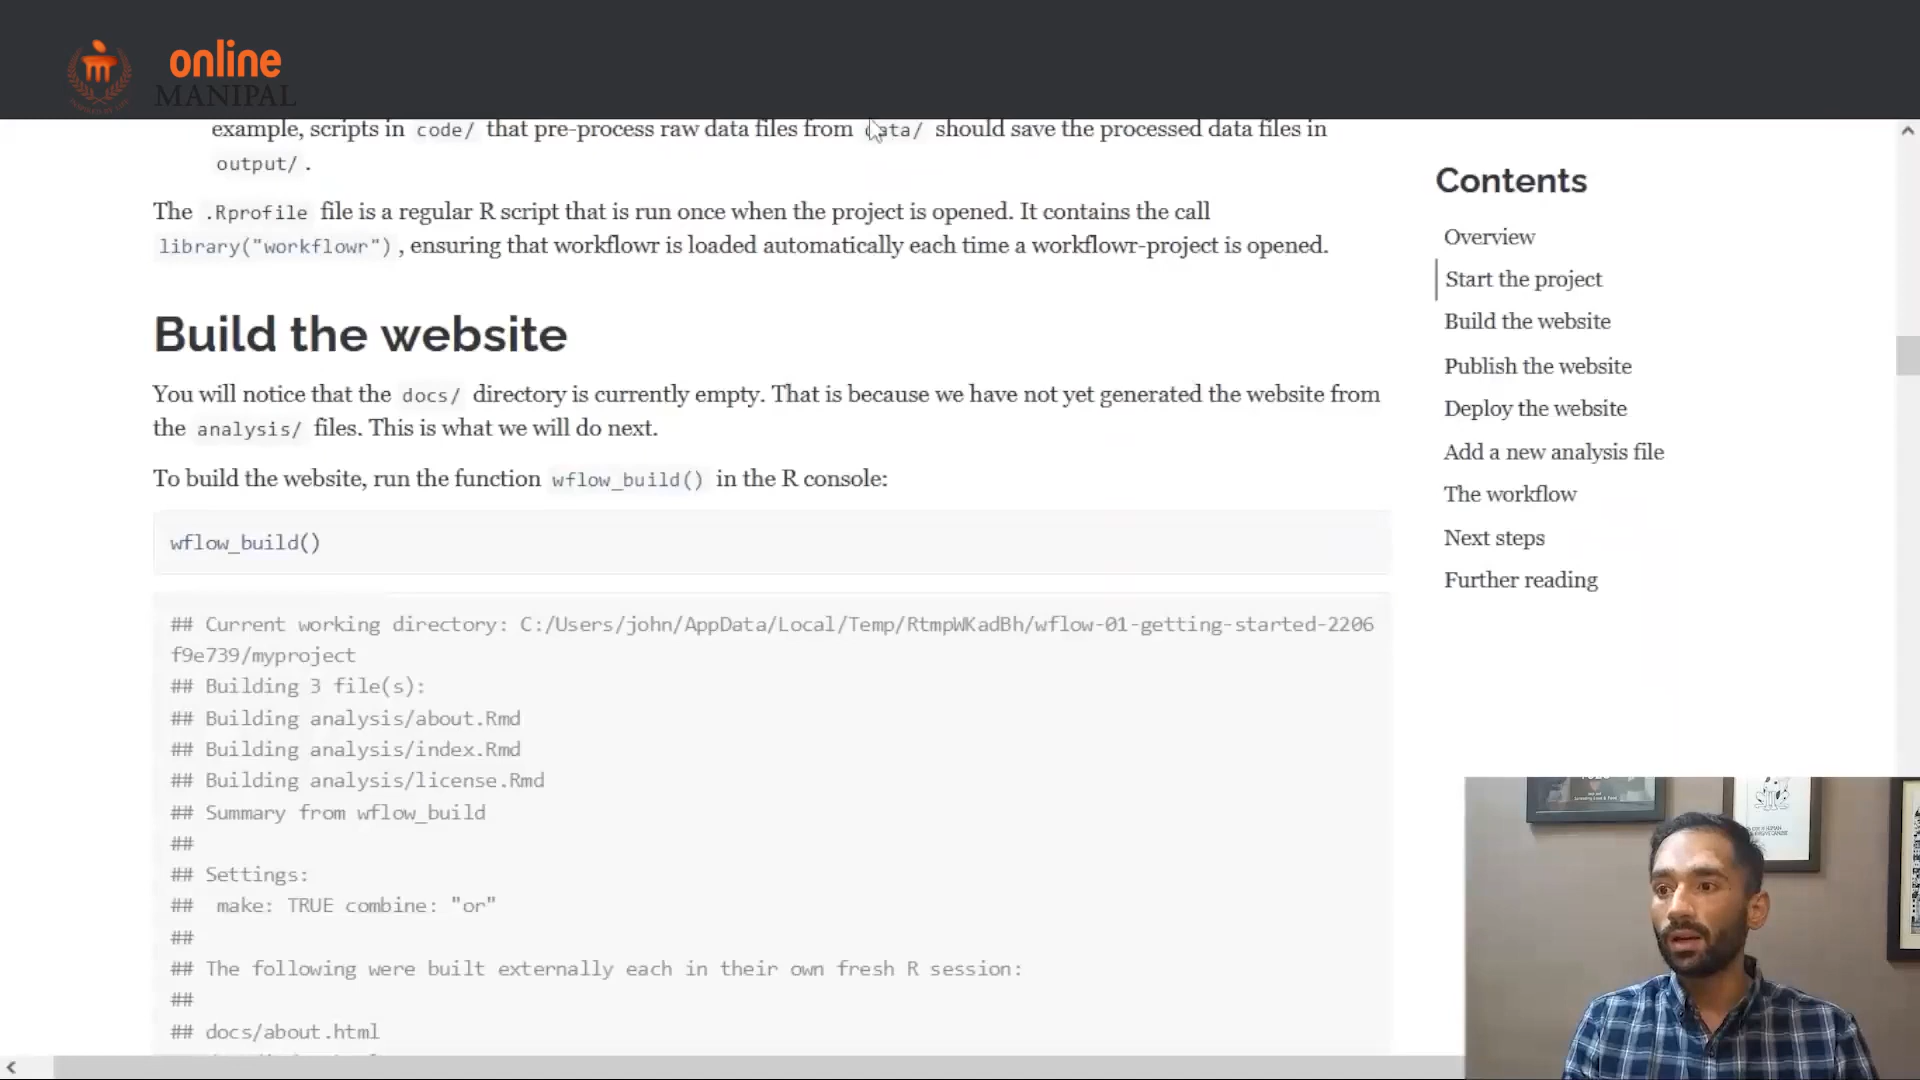 online
MANIPAL
example, scripts in code/ that pre-process raw data files from data/ should save the processed data files in
output/ .
The .Rprofile file is a regular R script that is run once when the project is opened. It contains the call
library("workflowr") , ensuring that workflowr is loaded automatically each time a workflowr-project is opened.
Build the website
You will notice that the docs/ directory is currently empty. That is because we have not yet generated the website from
the analysis/ files. This is what we will do next.
To build the website, run the function wflow_build() in the R console:
wflow_build()
## Current working directory: C:/Users/john/AppData/Local/Temp/RtmpWKadBh/wflow-01-getting-started-2206
f9e739/myproject
## Building 3 file(s):
## Building analysis/about.Rmd
## Building analysis/index.Rmd
## Building analysis/license.Rmd
## Summary from wflow_build
##
## Settings:
##  make: TRUE combine: "or"
##
## The following were built externally each in their own fresh R session:
##
## docs/about.html
Contents
Overview
Start the project
Build the website
Publish the website
Deploy the website
Add a new analysis file
The workflow
Next steps
Further reading